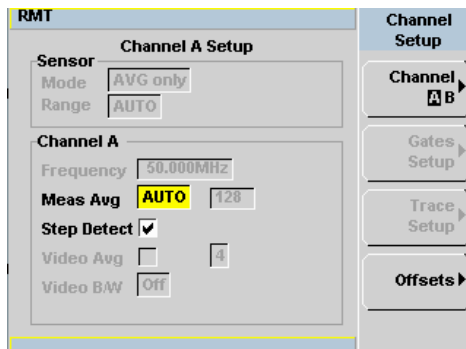 RMT
Channel A Setup
Sensor
Mode AVG only
Range AUTO
Channel A
Frequency 50.000MHz
Meas Avg AUTO 128
Step Detect
Video Avg 4
Video B/W Off
Channel Setup
Channel
A B
Gates
Setup
Trace
Setup
Offsets